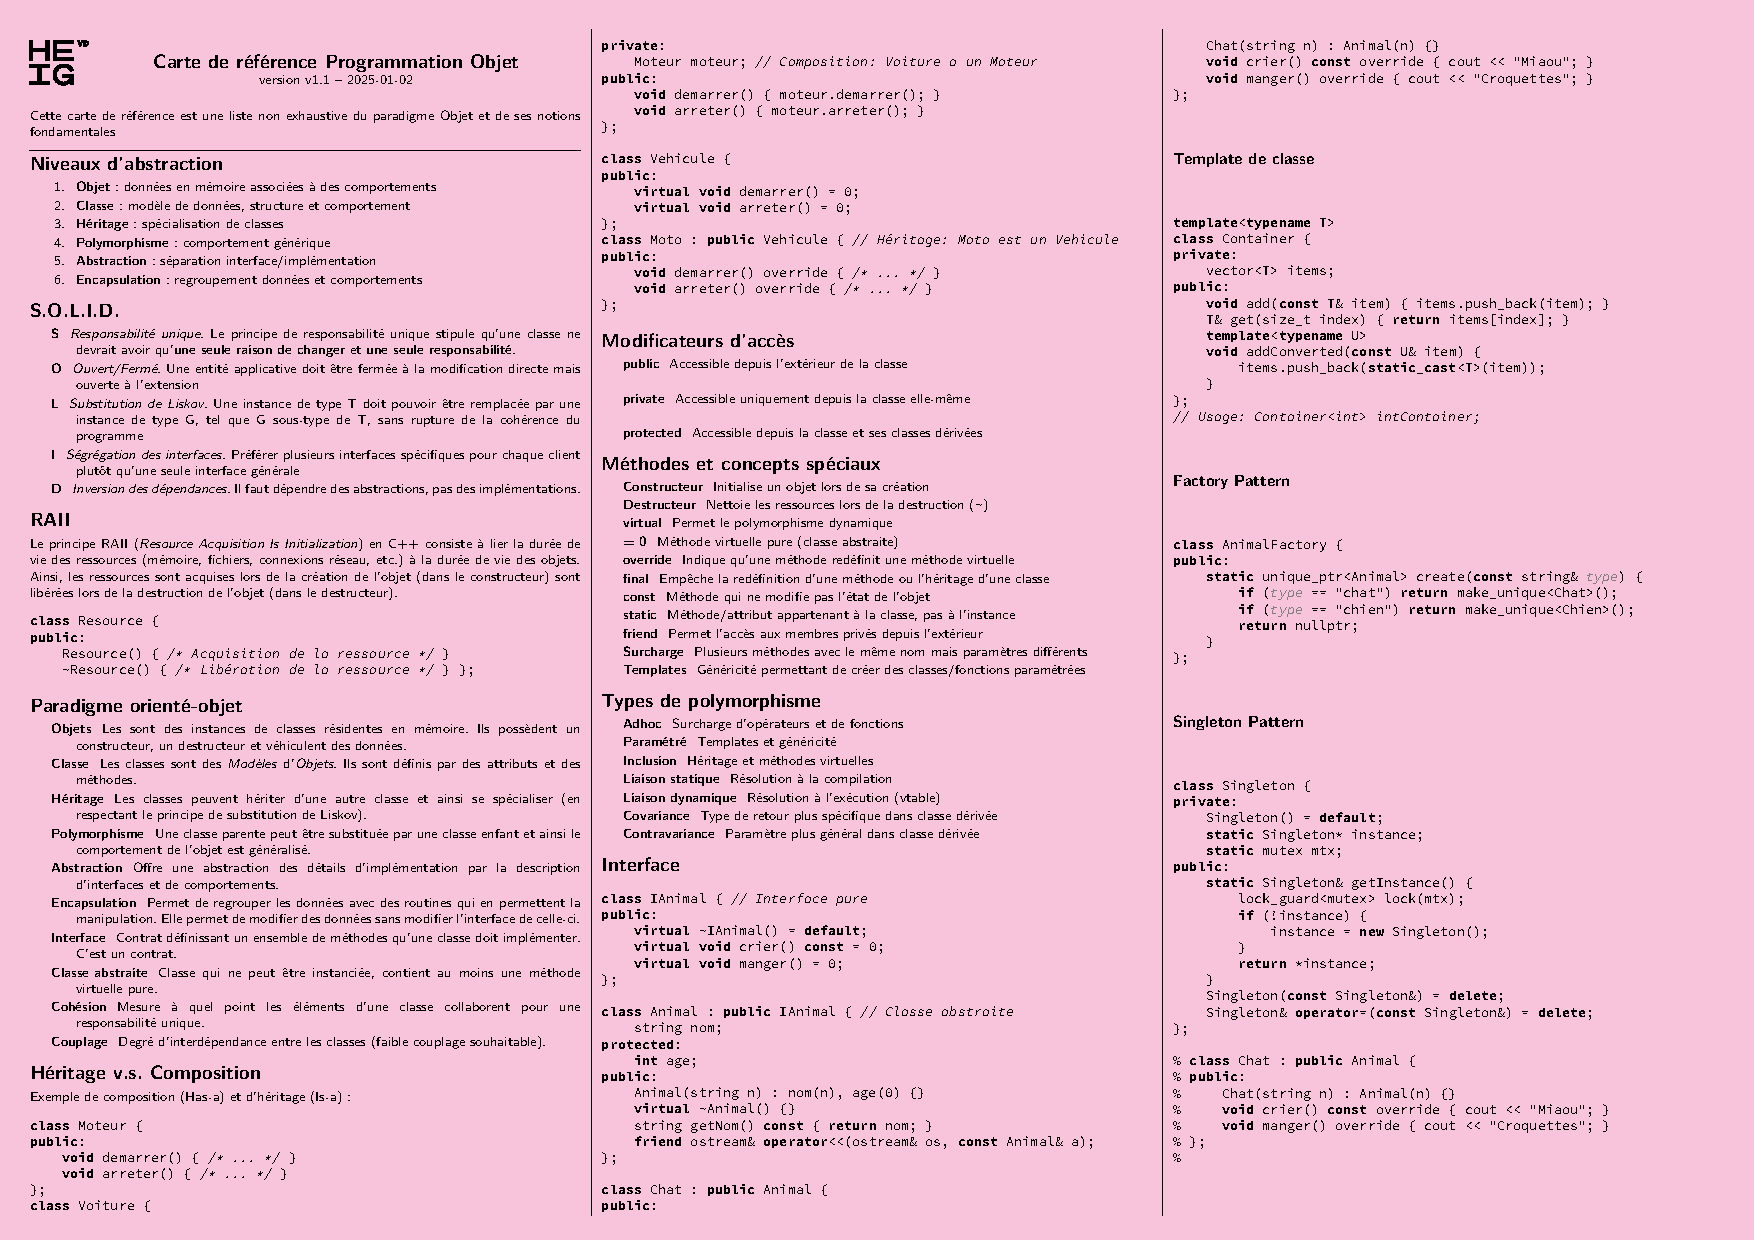 HE VD
IG
Carte de référence Programmation Objet
version v1.1 – 2025-01-02
Cette carte de référence est une liste non exhaustive du paradigme Objet et de ses notions
fondamentales
Niveaux d'abstraction
1. Objet : données en mémoire associées à des comportements
2. Classe : modèle de données, structure et comportement
3. Héritage : spécialisation de classes
4. Polymorphisme : comportement générique
5. Abstraction : séparation interface/implémentation
6. Encapsulation : regroupement données et comportements
S.O.L.I.D.
S Responsabilité unique. Le principe de responsabilité unique stipule qu'une classe ne
devrait avoir qu'une seule raison de changer et une seule responsabilité.
O Ouvert/Fermé. Une entité applicative doit être fermée à la modification directe mais
ouverte à l'extension
L Substitution de Liskov. Une instance de type T doit pouvoir être remplacée par une
instance de type G, tel que G sous-type de T, sans rupture de la cohérence du
programme
I Ségrégation des interfaces. Préférer plusieurs interfaces spécifiques pour chaque client
plutôt qu'une seule interface générale
D Inversion des dépendances. Il faut dépendre des abstractions, pas des implémentations.
RAII
Le principe RAII (Resource Acquisition Is Initialization) en C++ consiste à lier la durée de
vie des ressources (mémoire, fichiers, connexions réseau, etc.) à la durée de vie des objets.
Ainsi, les ressources sont acquises lors de la création de l'objet (dans le constructeur) sont
libérées lors de la destruction de l'objet (dans le destructeur).
class Resource {
public:
    Resource() { /* Acquisition de la ressource */ }
    ~Resource() { /* Libération de la ressource */ } };
Paradigme orienté-objet
Objets Les sont des instances de classes résidentes en mémoire. Ils possèdent un
constructeur, un destructeur et véhiculent des données.
Classe Les classes sont des Modèles d'Objets. Ils sont définis par des attributs et des
méthodes.
Héritage Les classes peuvent hériter d'une autre classe et ainsi se spécialiser (en
respectant le principe de substitution de Liskov).
Polymorphisme Une classe parente peut être substituée par une classe enfant et ainsi le
comportement de l'objet est généralisé.
Abstraction Offre une abstraction des détails d'implémentation par la description
d'interfaces et de comportements.
Encapsulation Permet de regrouper les données avec des routines qui en permettent la
manipulation. Elle permet de modifier des données sans modifier l'interface de celle-ci.
Interface Contrat définissant un ensemble de méthodes qu'une classe doit implémenter.
C'est un contrat.
Classe abstraite Classe qui ne peut être instanciée, contient au moins une méthode
virtuelle pure.
Cohésion Mesure à quel point les éléments d'une classe collaborent pour une
responsabilité unique.
Couplage Degré d'interdépendance entre les classes (faible couplage souhaitable).
Héritage v.s. Composition
Exemple de composition (Has-a) et d'héritage (Is-a) :
class Moteur {
public:
    void demarrer() { /* ... */ }
    void arreter() { /* ... */ }
};
class Voiture {
private:
    Moteur moteur; // Composition: Voiture a un Moteur
public:
    void demarrer() { moteur.demarrer(); }
    void arreter() { moteur.arreter(); }
};
class Vehicule {
public:
    virtual void demarrer() = 0;
    virtual void arreter() = 0;
};
class Moto : public Vehicule { // Héritage: Moto est un Vehicule
public:
    void demarrer() override { /* ... */ }
    void arreter() override { /* ... */ }
};
Modificateurs d'accès
public Accessible depuis l'extérieur de la classe
private Accessible uniquement depuis la classe elle-même
protected Accessible depuis la classe et ses classes dérivées
Méthodes et concepts spéciaux
Constructeur Initialise un objet lors de sa création
Destructeur Nettoie les ressources lors de la destruction (~)
virtual Permet le polymorphisme dynamique
= 0 Méthode virtuelle pure (classe abstraite)
override Indique qu'une méthode redéfinit une méthode virtuelle
final Empêche la redéfinition d'une méthode ou l'héritage d'une classe
const Méthode qui ne modifie pas l'état de l'objet
static Méthode/attribut appartenant à la classe, pas à l'instance
friend Permet l'accès aux membres privés depuis l'extérieur
Surcharge Plusieurs méthodes avec le même nom mais paramètres différents
Templates Généricité permettant de créer des classes/fonctions paramétrées
Types de polymorphisme
Adhoc Surcharge d'opérateurs et de fonctions
Paramétré Templates et généricité
Inclusion Héritage et méthodes virtuelles
Liaison statique Résolution à la compilation
Liaison dynamique Résolution à l'exécution (vtable)
Covariance Type de retour plus spécifique dans classe dérivée
Contravariance Paramètre plus général dans classe dérivée
Interface
class IAnimal { // Interface pure
public:
    virtual ~IAnimal() = default;
    virtual void crier() const = 0;
    virtual void manger() = 0;
};
class Animal : public IAnimal { // Classe abstraite
    string nom;
protected:
    int age;
public:
    Animal(string n) : nom(n), age(0) {}
    virtual ~Animal() {}
    string getNom() const { return nom; }
    friend ostream& operator<<(ostream& os, const Animal& a);
};
class Chat : public Animal {
public:
    Chat(string n) : Animal(n) {}
    void crier() const override { cout << "Miaou"; }
    void manger() override { cout << "Croquettes"; }
};
Template de classe
template<typename T>
class Container {
private:
    vector<T> items;
public:
    void add(const T& item) { items.push_back(item); }
    T& get(size_t index) { return items[index]; }
    template<typename U>
    void addConverted(const U& item) {
        items.push_back(static_cast<T>(item));
    }
};
// Usage: Container<int> intContainer;
Factory Pattern
class AnimalFactory {
public:
    static unique_ptr<Animal> create(const string& type) {
        if (type == "chat") return make_unique<Chat>();
        if (type == "chien") return make_unique<Chien>();
        return nullptr;
    }
};
Singleton Pattern
class Singleton {
private:
    Singleton() = default;
    static Singleton* instance;
    static mutex mtx;
public:
    static Singleton& getInstance() {
        lock_guard<mutex> lock(mtx);
        if (!instance) {
            instance = new Singleton();
        }
        return *instance;
    }
    Singleton(const Singleton&) = delete;
    Singleton& operator=(const Singleton&) = delete;
};
% class Chat : public Animal {
% public:
%     Chat(string n) : Animal(n) {}
%     void crier() const override { cout << "Miaou"; }
%     void manger() override { cout << "Croquettes"; }
% };
%